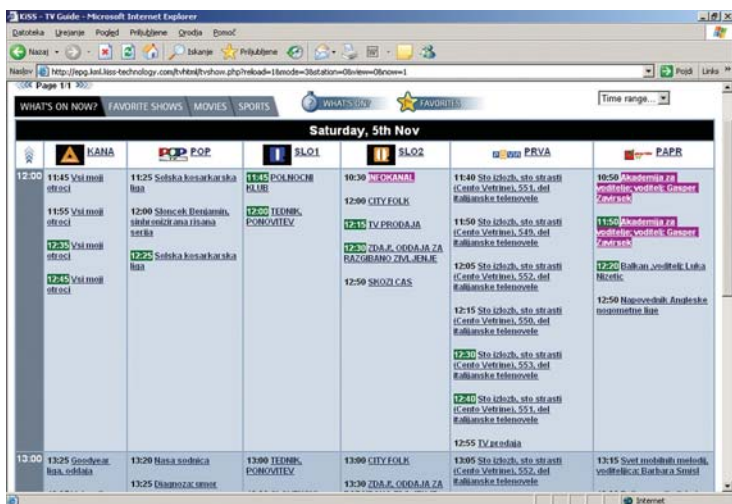 KiSS - TV Guide - Microsoft Internet Explorer
Datoteka Urejanje Pogled Priljubljene Orodja Pomoč
Nazaj Iskanje Priljubljene
Naslov http://epg.kml.kiss-technology.com/tvhtml/tvshow.php?reload=1&mode=3&station=0&view=0&now=1 Pojdi Links
Page 1/1
WHAT'S ON NOW? FAVORITE SHOWS MOVIES SPORTS WHATS ON? FAVORITES Time range...
Saturday, 5th Nov
KANA POP POP SLO1 SLO2 PRVA PAPR
12:00
11:45 Vsi moji
otroci
11:55 Vsi moji
otroci
12:35 Vsi moji
otroci
12:45 Vsi moji
otroci
11:25 Selska kosarkarska
liga
12:00 Sloncek Benjamin,
sinhronizirana risana
serija
12:25 Selska kosarkarska
liga
11:45 POLNOCNI
KLUB
12:00 TEDNIK,
PONOVITEV
10:30 INFOKANAL
12:00 CITY FOLK
12:15 TV PRODAJA
12:30 ZDAJ!, ODDAJA ZA
RAZGIBANO ZIVLJENJE
12:50 SKOZI CAS
11:40 Sto izlozb, sto strasti
(Cento Vetrine), 551. del
italijanske telenovele
11:50 Sto izlozb, sto strasti
(Cento Vetrine), 549. del
italijanske telenovele
12:05 Sto izlozb, sto strasti
(Cento Vetrine), 552. del
italijanske telenovele
12:15 Sto izlozb, sto strasti
(Cento Vetrine), 550. del
italijanske telenovele
12:30 Sto izlozb, sto strasti
(Cento Vetrine), 553. del
italijanske telenovele
12:40 Sto izlozb, sto strasti
(Cento Vetrine), 551. del
italijanske telenovele
12:55 TV prodaja
10:50 Akademija za
voditelje; voditelj: Gasper
Zavirsek
11:50 Akademija za
voditelje; voditelj: Gasper
Zavirsek
12:20 Balkan ,voditelj: Luka
Nizetic
12:50 Napovednik Angleske
nogometne lige
13:00
13:25 Goodyear
liga, oddaja
13:20 Nasa sodnica
13:25 Diagnoza: umor
13:00 TEDNIK,
PONOVITEV
13:00 CITY FOLK
13:30 ZDAJ!, ODDAJA ZA
13:05 Sto izlozb, sto strasti
(Cento Vetrine), 552. del
italijanske telenovele
13:15 Svet mobilnih melodij,
voditeljica: Barbara Smisl
Internet